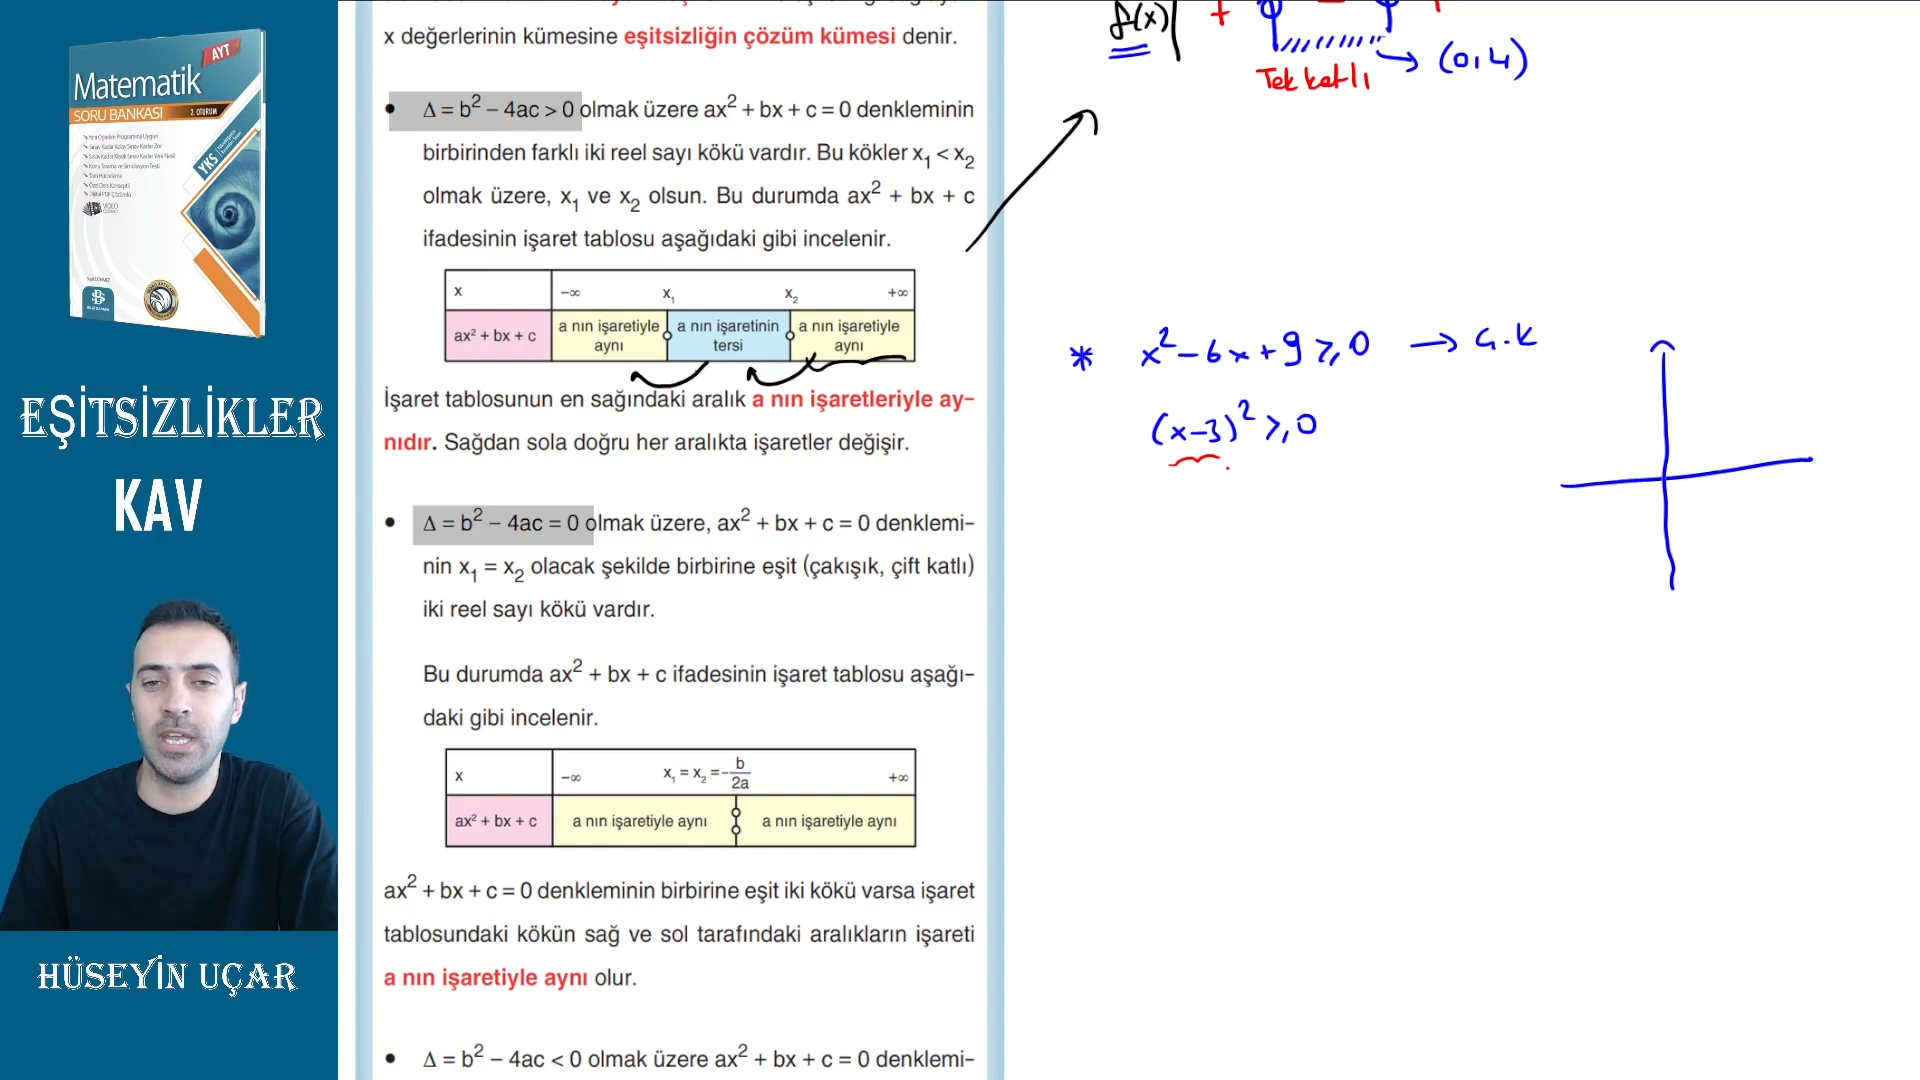 AYT
Matematik
SORU BANKASI
2. OTURUM
YKS
EŞİTSİZLİKLER
KAV
HÜSEYİN UÇAR
x değerlerinin kümesine eşitsizliğin çözüm kümesi denir.
• Δ = b² – 4ac > 0 olmak üzere ax² + bx + c = 0 denkleminin
birbirinden farklı iki reel sayı kökü vardır. Bu kökler x₁ < x₂
olmak üzere, x₁ ve x₂ olsun. Bu durumda ax² + bx + c
ifadesinin işaret tablosu aşağıdaki gibi incelenir.
x –∞ x₁ x₂ +∞
ax² + bx + c a nın işaretiyle aynı a nın işaretinin tersi a nın işaretiyle aynı
İşaret tablosunun en sağındaki aralık a nın işaretleriyle ay-
nıdır. Sağdan sola doğru her aralıkta işaretler değişir.
• Δ = b² – 4ac = 0 olmak üzere, ax² + bx + c = 0 denklemi-
nin x₁ = x₂ olacak şekilde birbirine eşit (çakışık, çift katlı)
iki reel sayı kökü vardır.
Bu durumda ax² + bx + c ifadesinin işaret tablosu aşağı-
daki gibi incelenir.
x –∞ x₁ = x₂ = -b/2a +∞
ax² + bx + c a nın işaretiyle aynı a nın işaretiyle aynı
ax² + bx + c = 0 denkleminin birbirine eşit iki kökü varsa işaret
tablosundaki kökün sağ ve sol tarafındaki aralıkların işareti
a nın işaretiyle aynı olur.
• Δ = b² – 4ac < 0 olmak üzere ax² + bx + c = 0 denklemi-
f(x) + – +
(0,4)
Tek katlı
* x² – 6x + 9 ≥ 0 → Ç.K
(x–3)² ≥ 0